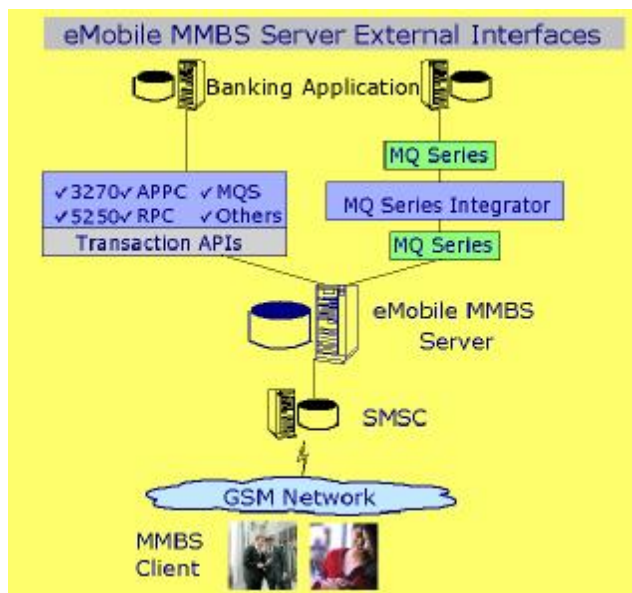 eMobile MMBS Server External Interfaces
Banking Application
MQ Series
✓3270✓APPC ✓MQS
✓5250✓RPC ✓Others
Transaction APIs
MQ Series Integrator
MQ Series
eMobile MMBS
Server
SMSC
GSM Network
MMBS
Client